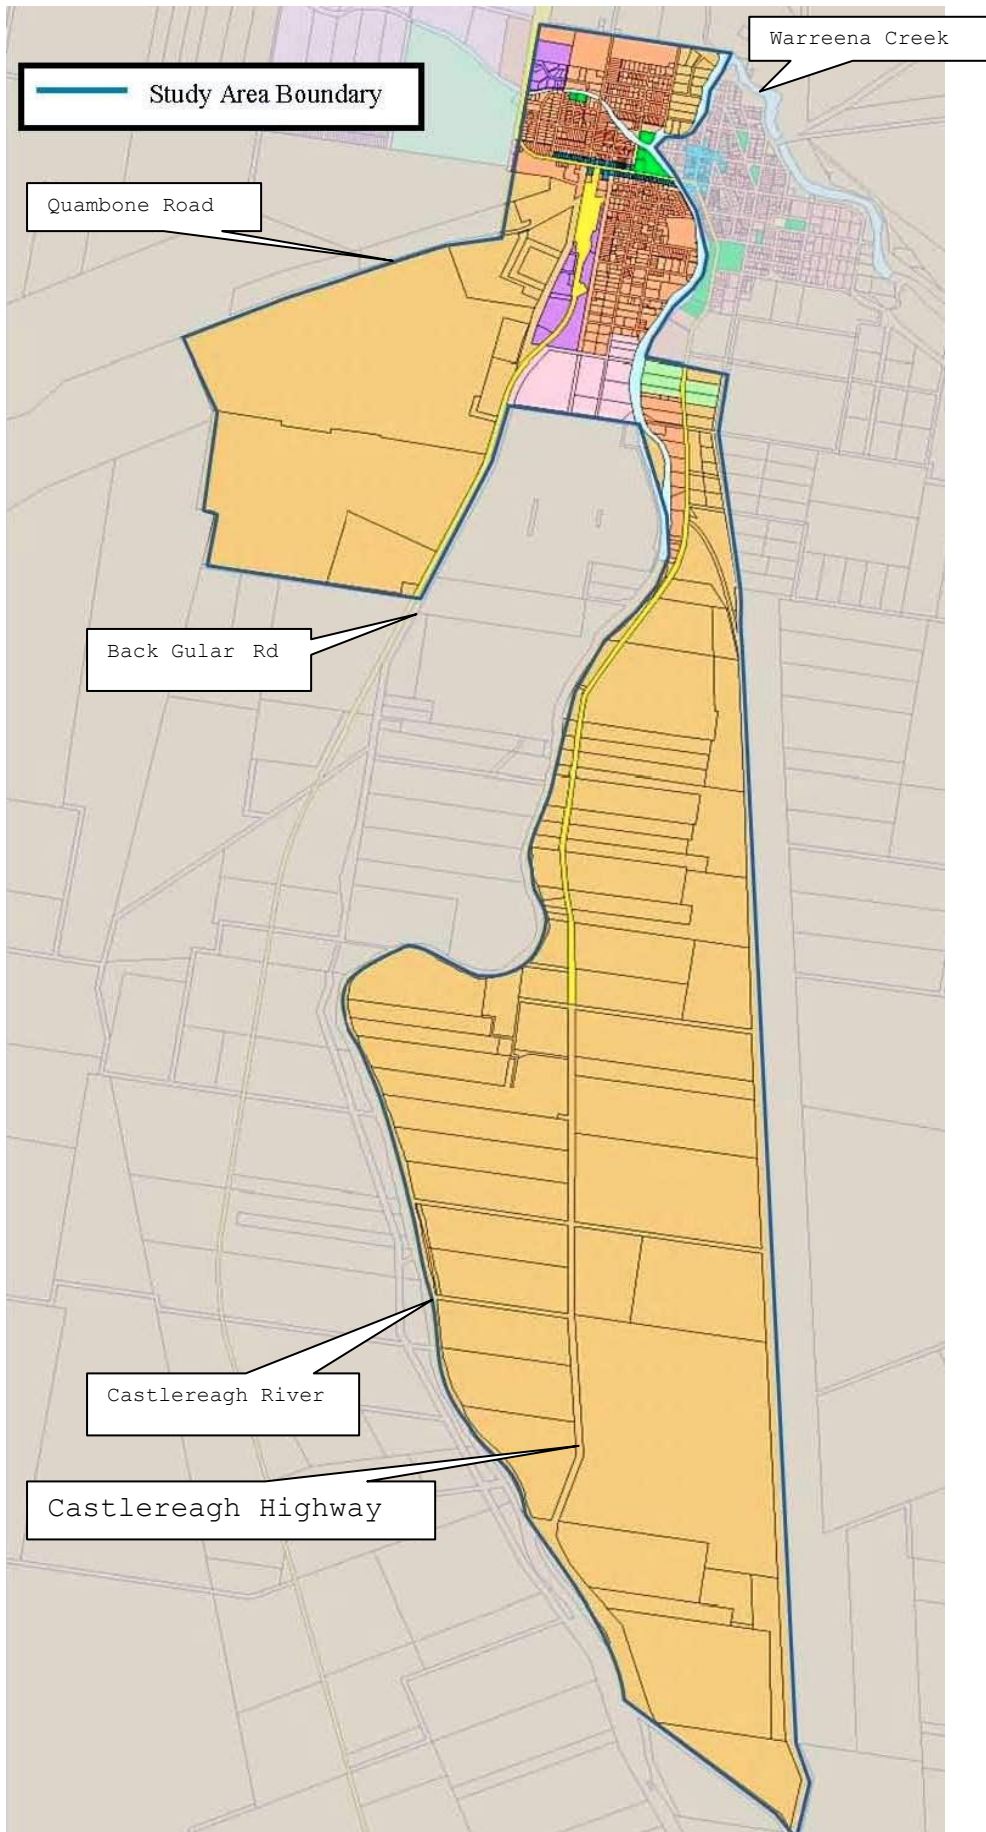 Warreena Creek
Study Area Boundary
Quambone Road
Back Gular Rd
Castlereagh River
Castlereagh Highway